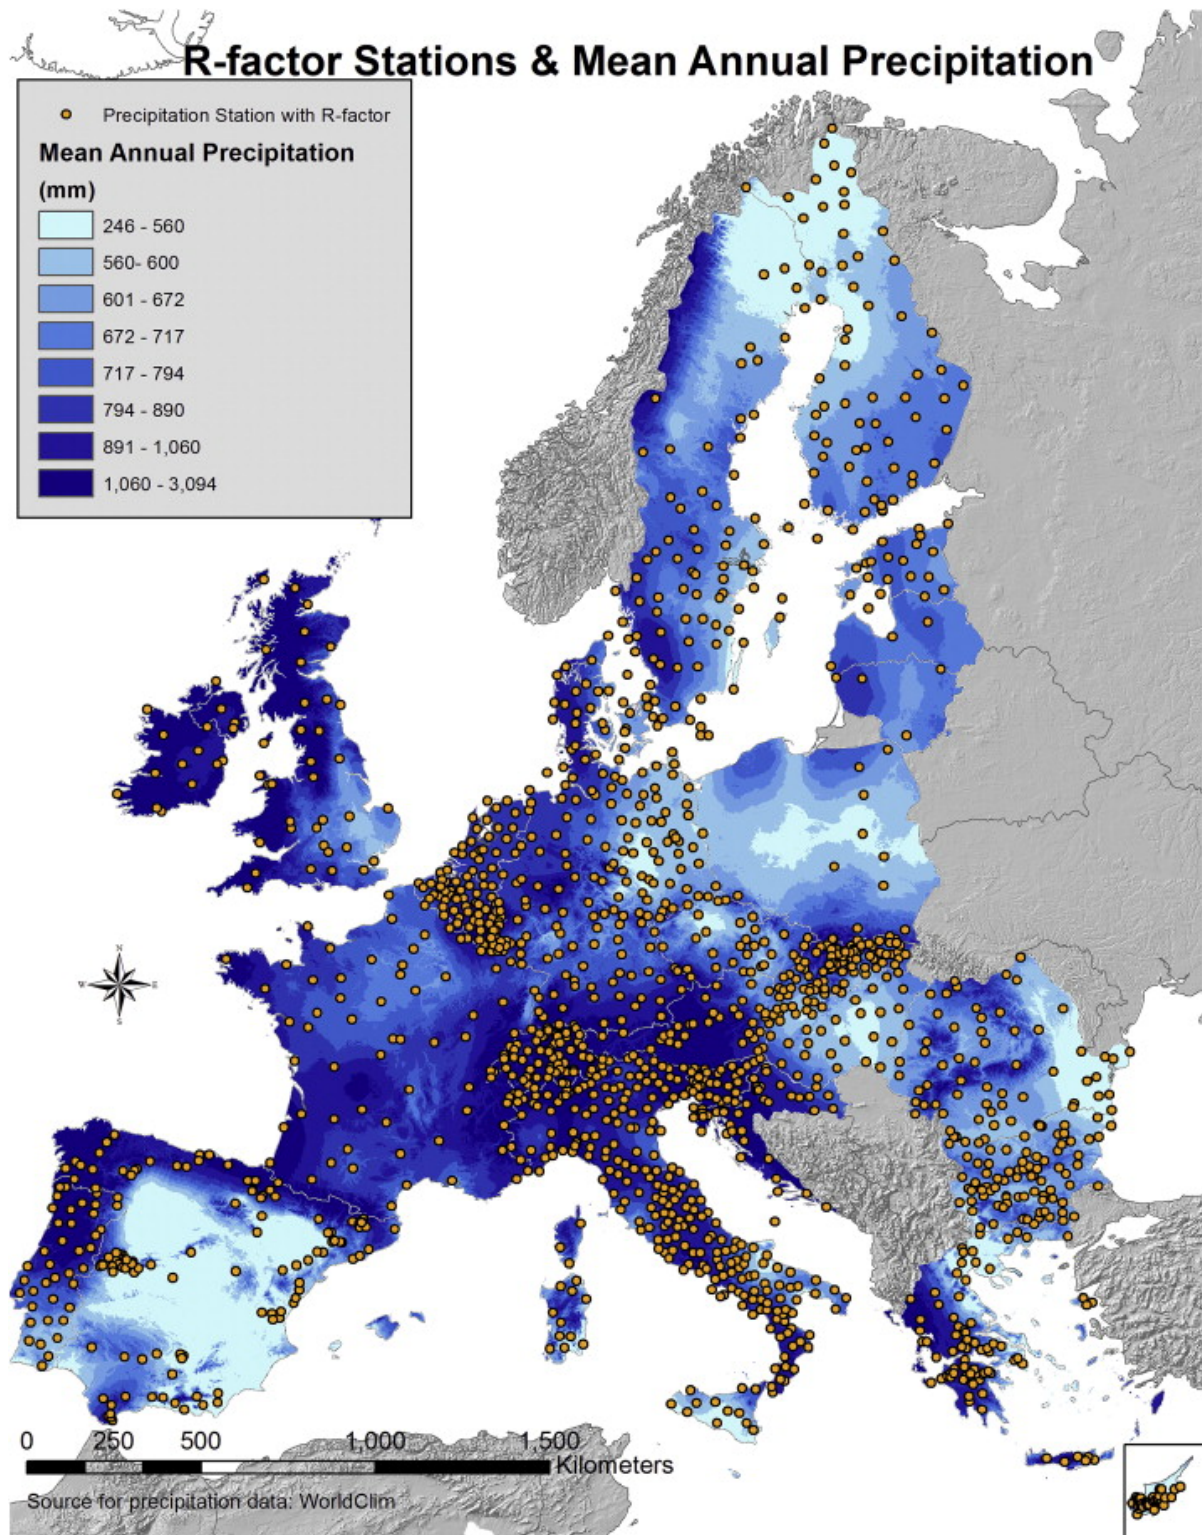 R-factor Stations & Mean Annual Precipitation
Precipitation Station with R-factor
Mean Annual Precipitation
(mm)
246 - 560
560- 600
601 - 672
672 - 717
717 - 794
794 - 890
891 - 1,060
1,060 - 3,094
N
W E
S
0 250 500 1,000 1,500
Kilometers
Source for precipitation data: WorldClim